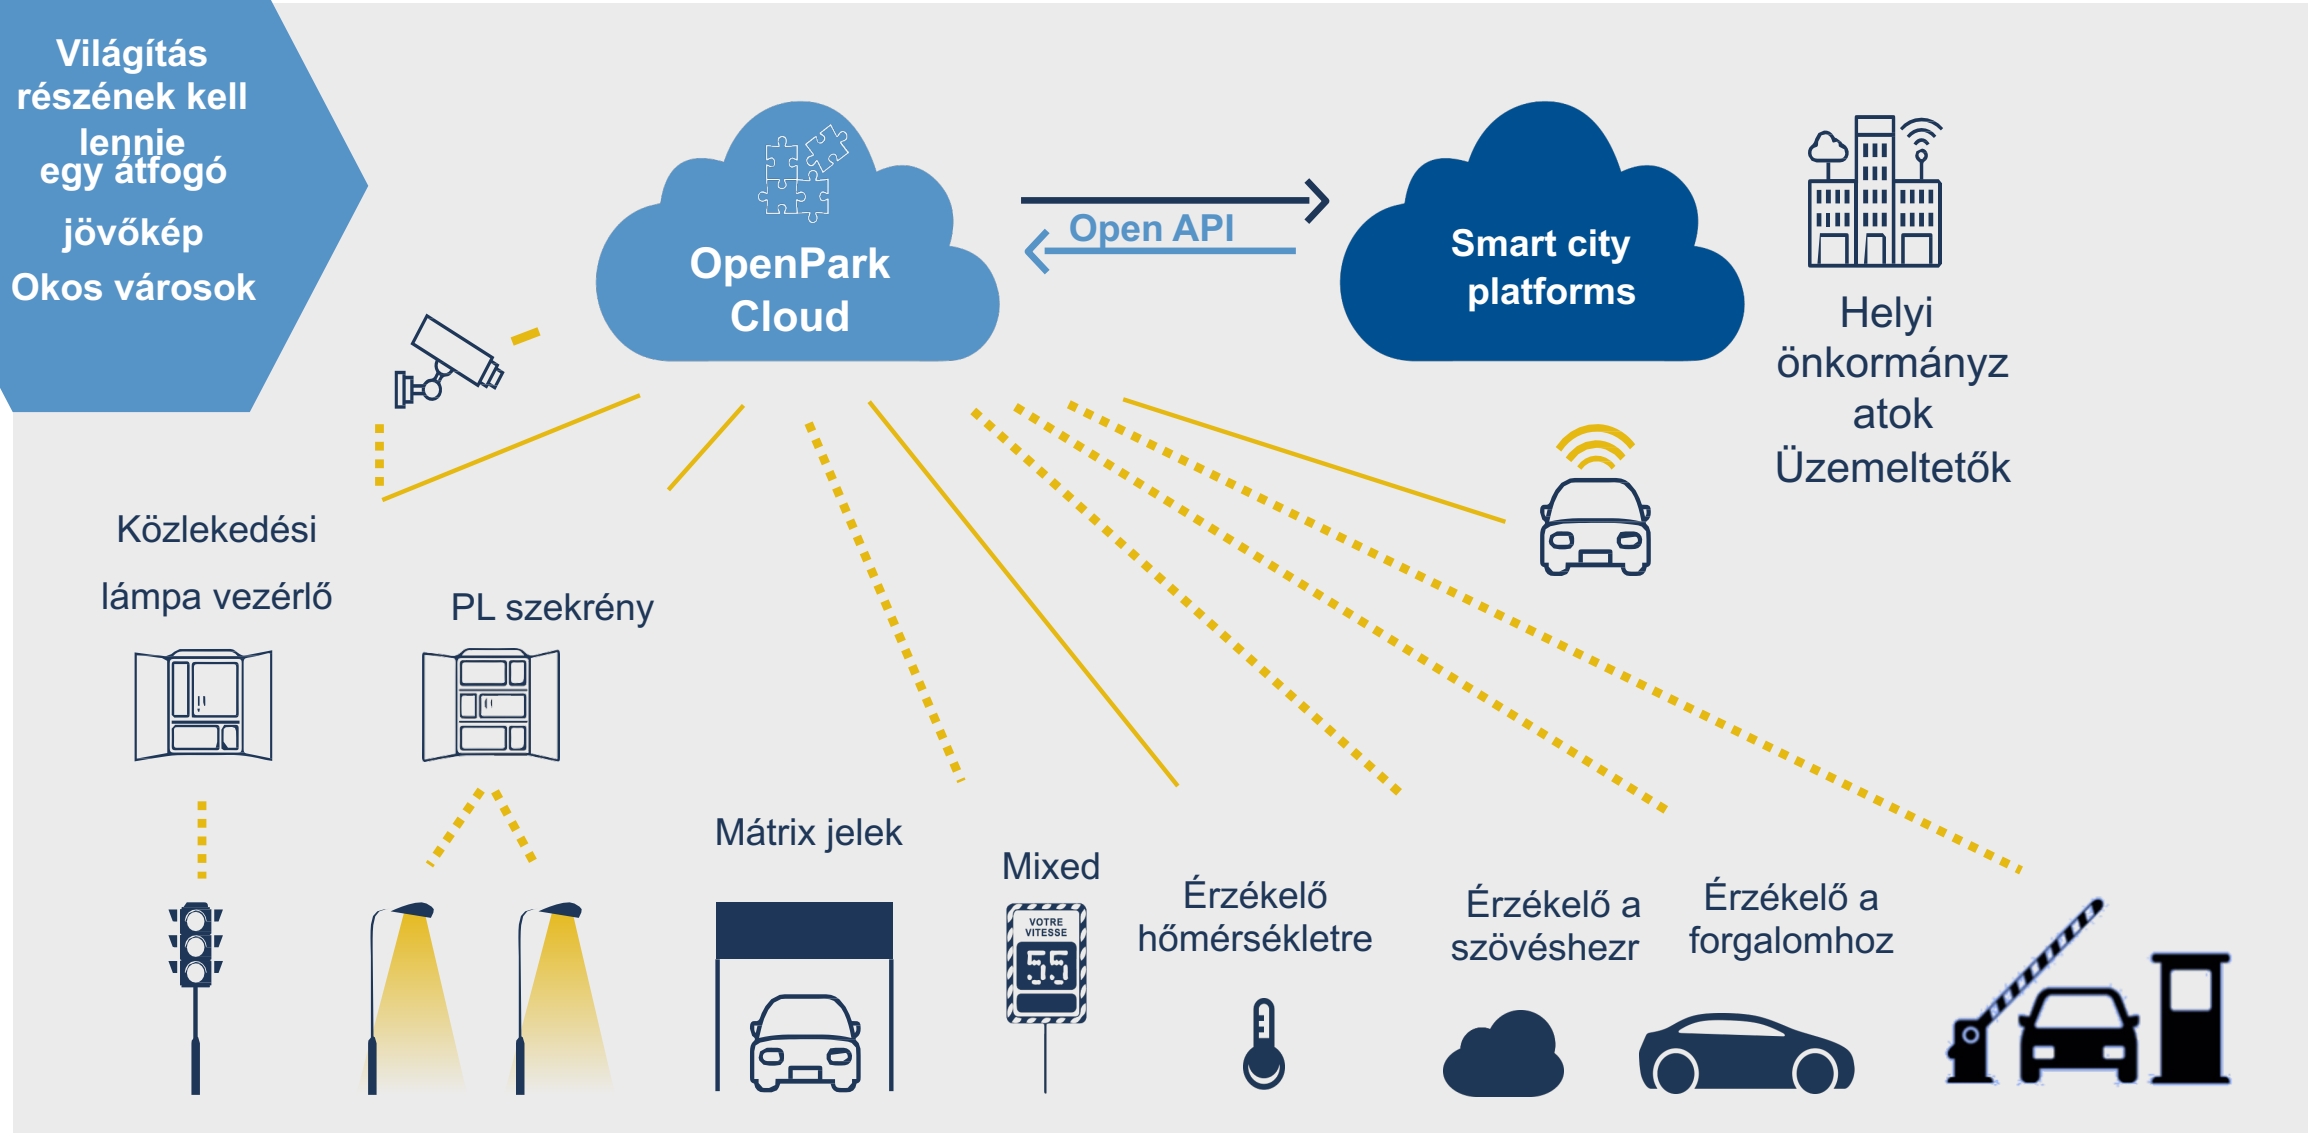 Világítás
részének kell
lennie
egy átfogó
jövőkép
Okos városok
OpenPark
Cloud
Open API
Smart city
platforms
Helyi
önkormányz
atok
Üzemeltetők
Közlekedési
lámpa vezérlő
PL szekrény
Mátrix jelek
Mixed
VOTRE
VITESSE
55
Érzékelő
hőmérsékletre
Érzékelő a
szövéshezr
Érzékelő a
forgalomhoz